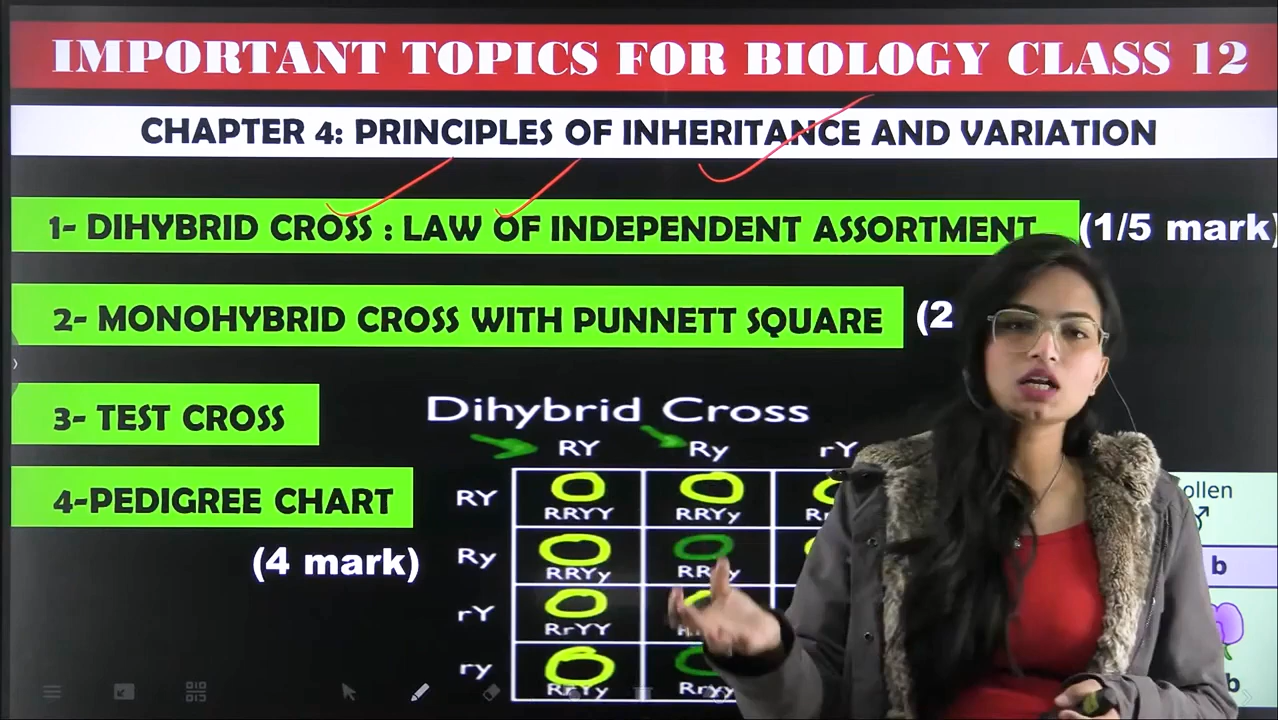 IMPORTANT TOPICS FOR BIOLOGY CLASS 12
CHAPTER 4: PRINCIPLES OF INHERITANCE AND VARIATION
1- DIHYBRID CROSS : LAW OF INDEPENDENT ASSORTMENT (1/5 mark)
2- MONOHYBRID CROSS WITH PUNNETT SQUARE (2
3- TEST CROSS
4-PEDIGREE CHART
(4 mark)
Dihybrid Cross
RY Ry rY
RY RRYY RRYy
Ry RRYy
rY RrYY
ry RrYy Rryy
ollen
♂
b
b